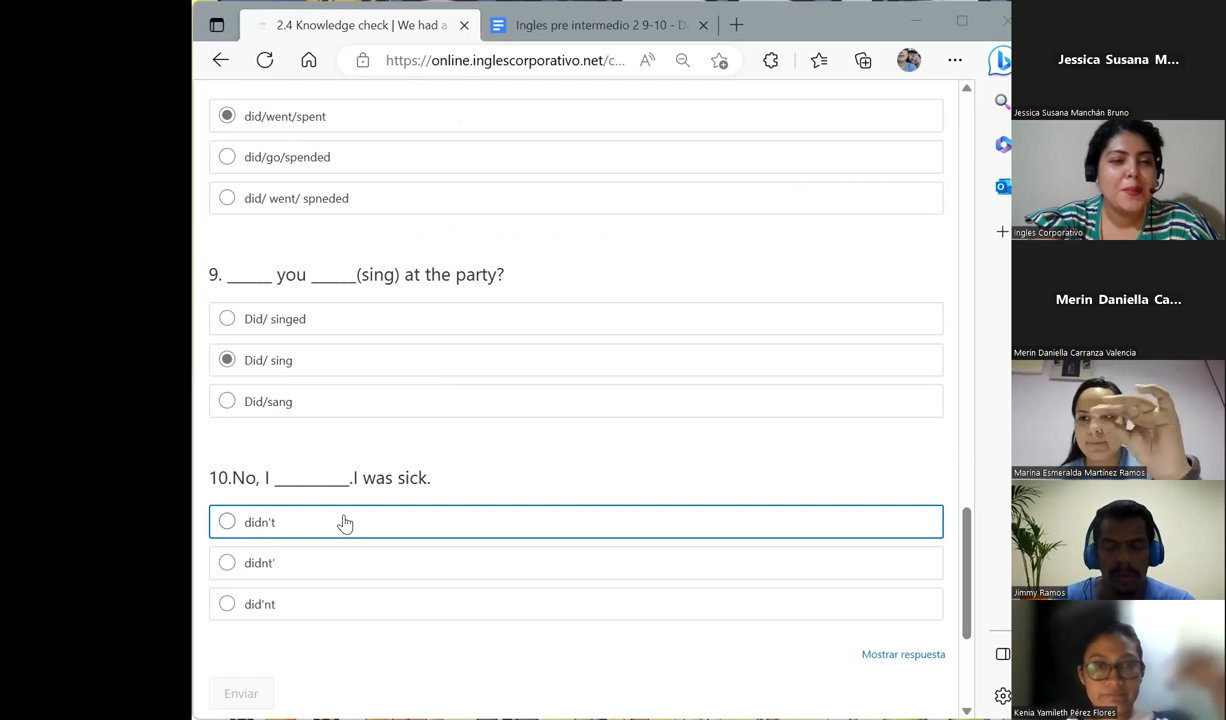 2.4 Knowledge check | We had a
Ingles pre intermedio 2 9-10 - D
https://online.inglescorporativo.net/c...
did/went/spent
did/go/spended
did/ went/ spneded
9. _____ you _____(sing) at the party?
Did/ singed
Did/ sing
Did/sang
10.No, I _________.I was sick.
didn't
didnt'
did'nt
Mostrar respuesta
Enviar
Jessica Susana M...
Jessica Susana Manchán Bruno
Ingles Corporativo
Merin Daniella Ca...
Merin Daniella Carranza Valencia
Marina Esmeralda Martínez Ramos
Jimmy Ramos
Kenia Yamileth Pérez Flores